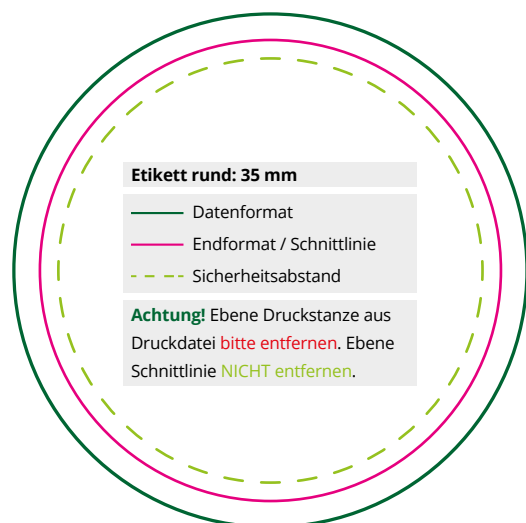 Etikett rund: 35 mm
Datenformat
Endformat / Schnittlinie
Sicherheitsabstand
Achtung! Ebene Druckstanze aus
Druckdatei bitte entfernen. Ebene
Schnittlinie NICHT entfernen.